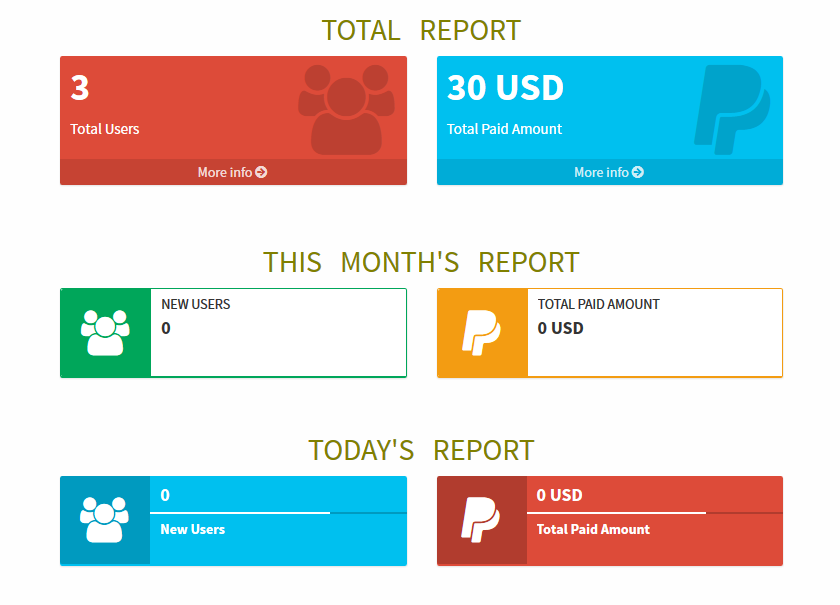 TOTAL REPORT
3
Total Users
More info
30 USD
Total Paid Amount
More info
THIS MONTH'S REPORT
NEW USERS
0
TOTAL PAID AMOUNT
0 USD
TODAY'S REPORT
0
New Users
0 USD
Total Paid Amount